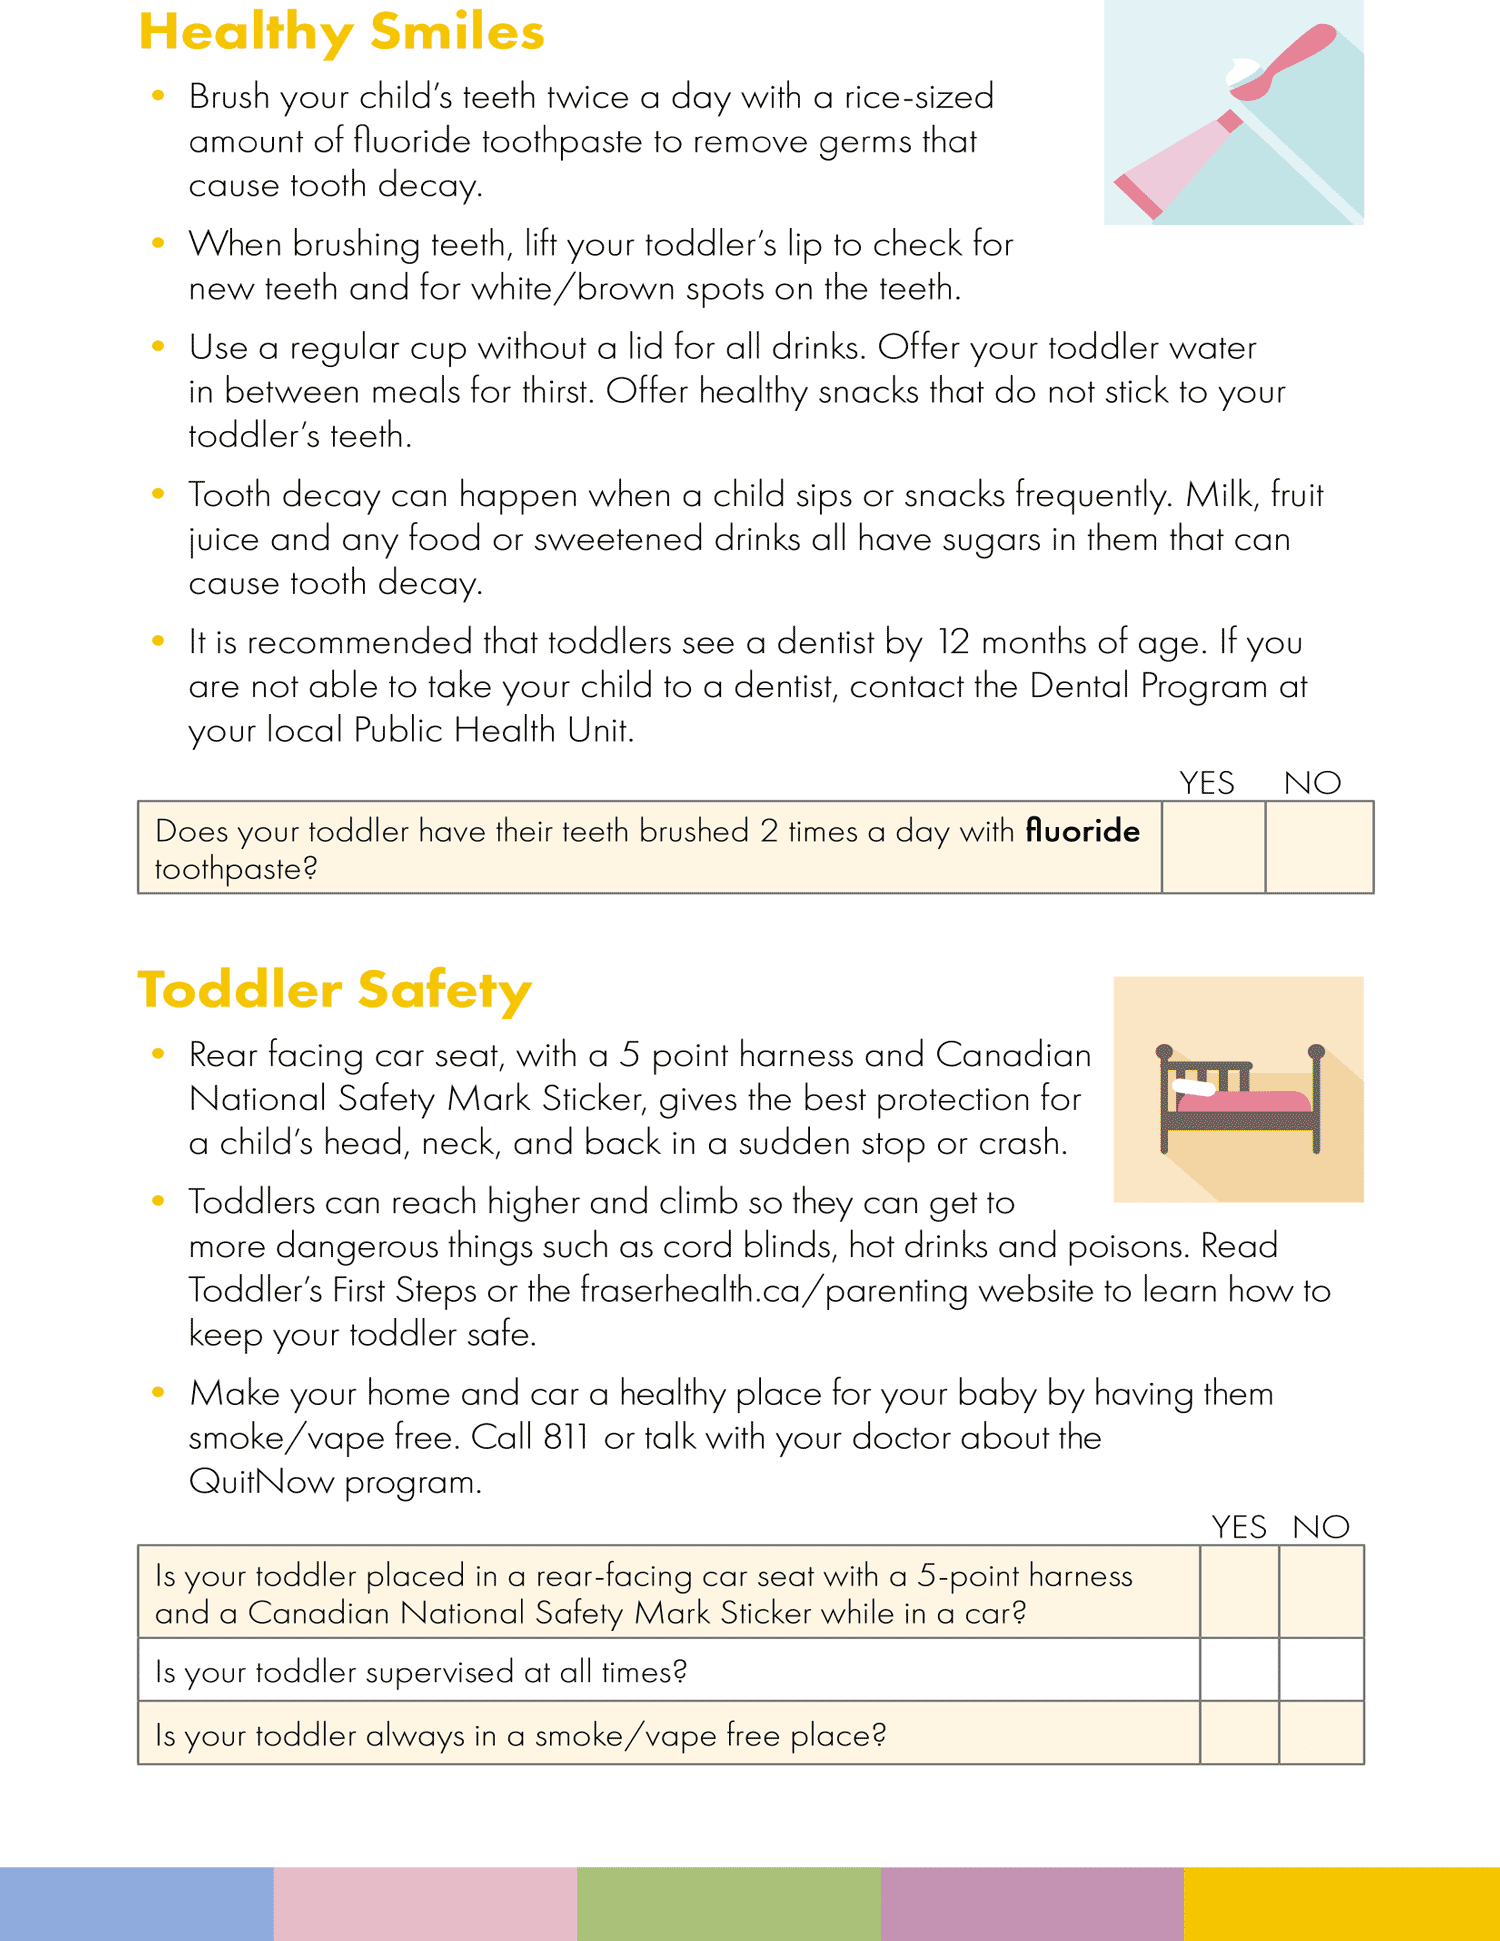 Healthy Smiles
• Brush your child's teeth twice a day with a rice-sized
amount of fluoride toothpaste to remove germs that
cause tooth decay.
• When brushing teeth, lift your toddler's lip to check for
new teeth and for white/brown spots on the teeth.
• Use a regular cup without a lid for all drinks. Offer your toddler water
in between meals for thirst. Offer healthy snacks that do not stick to your
toddler's teeth.
• Tooth decay can happen when a child sips or snacks frequently. Milk, fruit
juice and any food or sweetened drinks all have sugars in them that can
cause tooth decay.
• It is recommended that toddlers see a dentist by 12 months of age. If you
are not able to take your child to a dentist, contact the Dental Program at
your local Public Health Unit.
YES NO
Does your toddler have their teeth brushed 2 times a day with fluoride
toothpaste?
Toddler Safety
• Rear facing car seat, with a 5 point harness and Canadian
National Safety Mark Sticker, gives the best protection for
a child's head, neck, and back in a sudden stop or crash.
• Toddlers can reach higher and climb so they can get to
more dangerous things such as cord blinds, hot drinks and poisons. Read
Toddler's First Steps or the fraserhealth.ca/parenting website to learn how to
keep your toddler safe.
• Make your home and car a healthy place for your baby by having them
smoke/vape free. Call 811 or talk with your doctor about the
QuitNow program.
YES NO
Is your toddler placed in a rear-facing car seat with a 5-point harness
and a Canadian National Safety Mark Sticker while in a car?
Is your toddler supervised at all times?
Is your toddler always in a smoke/vape free place?